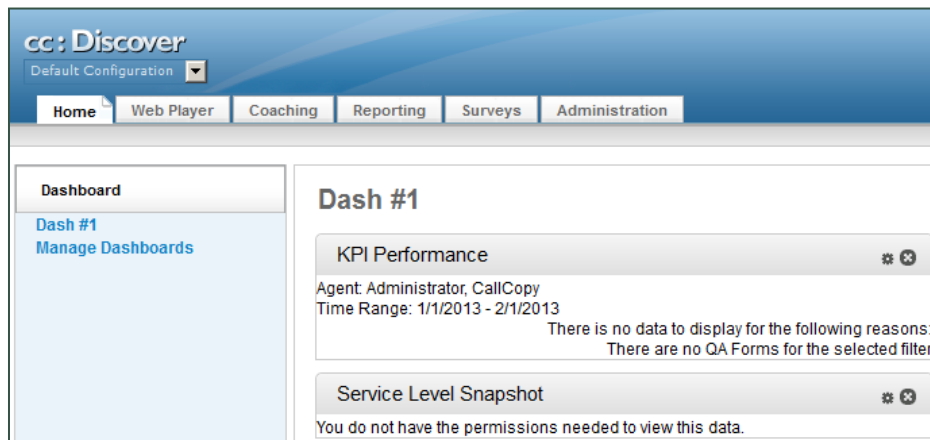 cc: Discover
Default Configuration
Home Web Player Coaching Reporting Surveys Administration
Dashboard
Dash #1
Manage Dashboards
Dash #1
KPI Performance
Agent: Administrator, CallCopy
Time Range: 1/1/2013 - 2/1/2013
There is no data to display for the following reasons:
There are no QA Forms for the selected filter
Service Level Snapshot
You do not have the permissions needed to view this data.